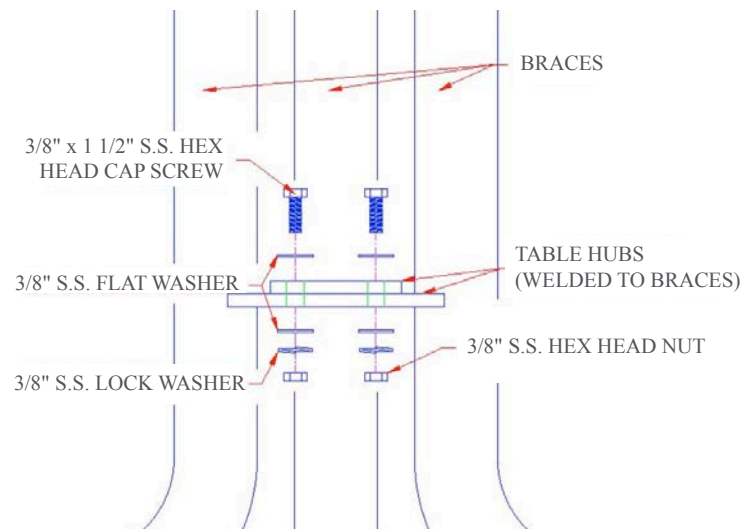 BRACES
3/8" x 1 1/2" S.S. HEX
HEAD CAP SCREW
TABLE HUBS
(WELDED TO BRACES)
3/8" S.S. FLAT WASHER
3/8" S.S. HEX HEAD NUT
3/8" S.S. LOCK WASHER